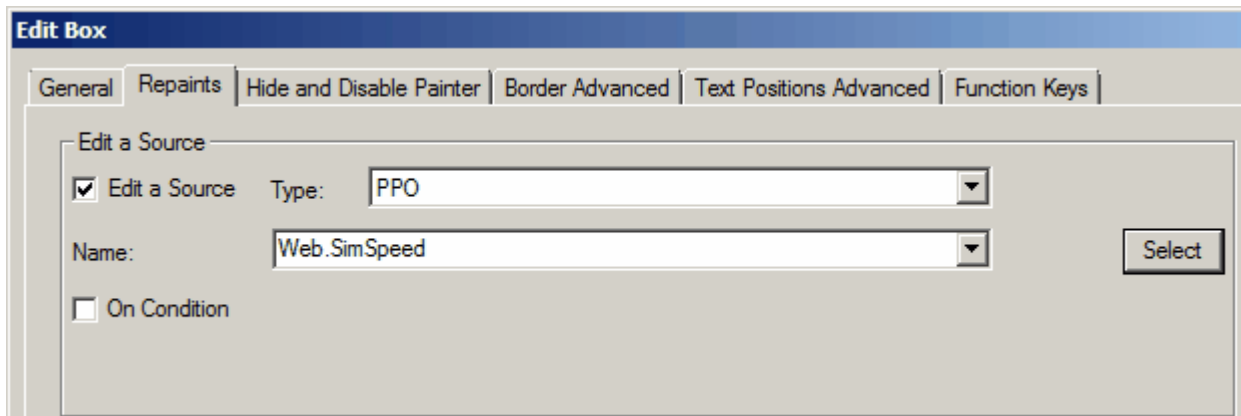 Edit Box
General Repaints Hide and Disable Painter Border Advanced Text Positions Advanced Function Keys
Edit a Source
Edit a Source Type: PPO
Name: Web.SimSpeed Select
On Condition